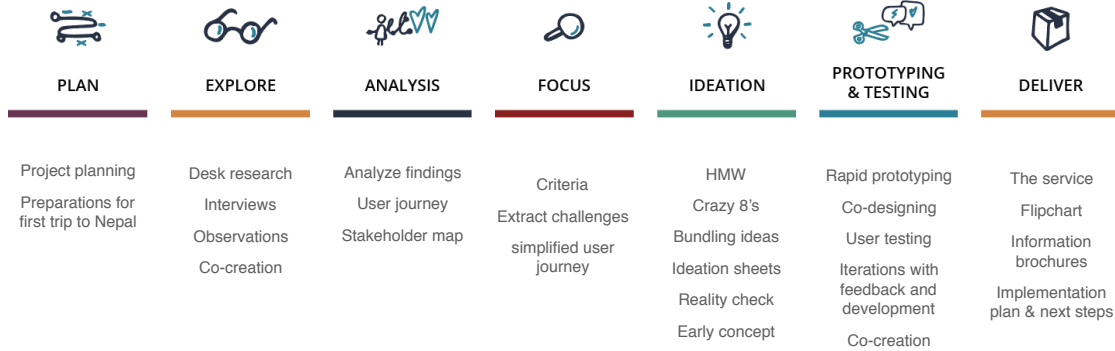 PLAN
Project planning
Preparations for
first trip to Nepal
EXPLORE
Desk research
Interviews
Observations
Co-creation
ANALYSIS
Analyze findings
User journey
Stakeholder map
FOCUS
Criteria
Extract challenges
simplified user
journey
IDEATION
HMW
Crazy 8's
Bundling ideas
Ideation sheets
Reality check
Early concept
PROTOTYPING
& TESTING
Rapid prototyping
Co-designing
User testing
Iterations with
feedback and
development
Co-creation
DELIVER
The service
Flipchart
Information
brochures
Implementation
plan & next steps